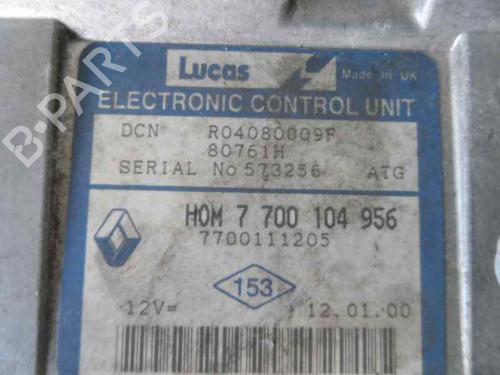 B-PARTS
Lucas
Made in UK
ELECTRONIC CONTROL UNIT
DCN R04080009F
80761H
SERIAL No 573256 ATG
HOM 7 700 104 956
7700111205
153
12V= 12.01.00